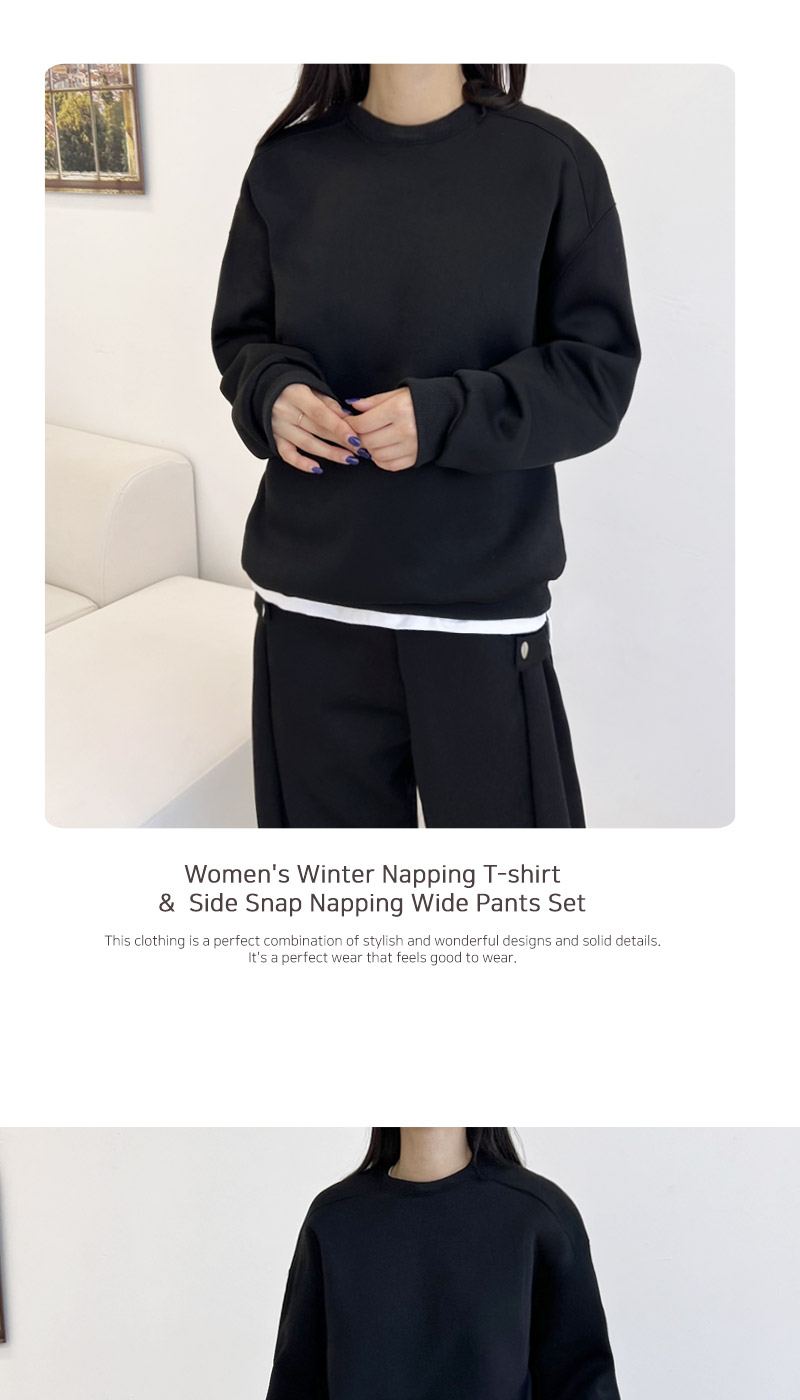 Women's Winter Napping T-shirt
& Side Snap Napping Wide Pants Set
This clothing is a perfect combination of stylish and wonderful designs and solid details.
It's a perfect wear that feels good to wear.